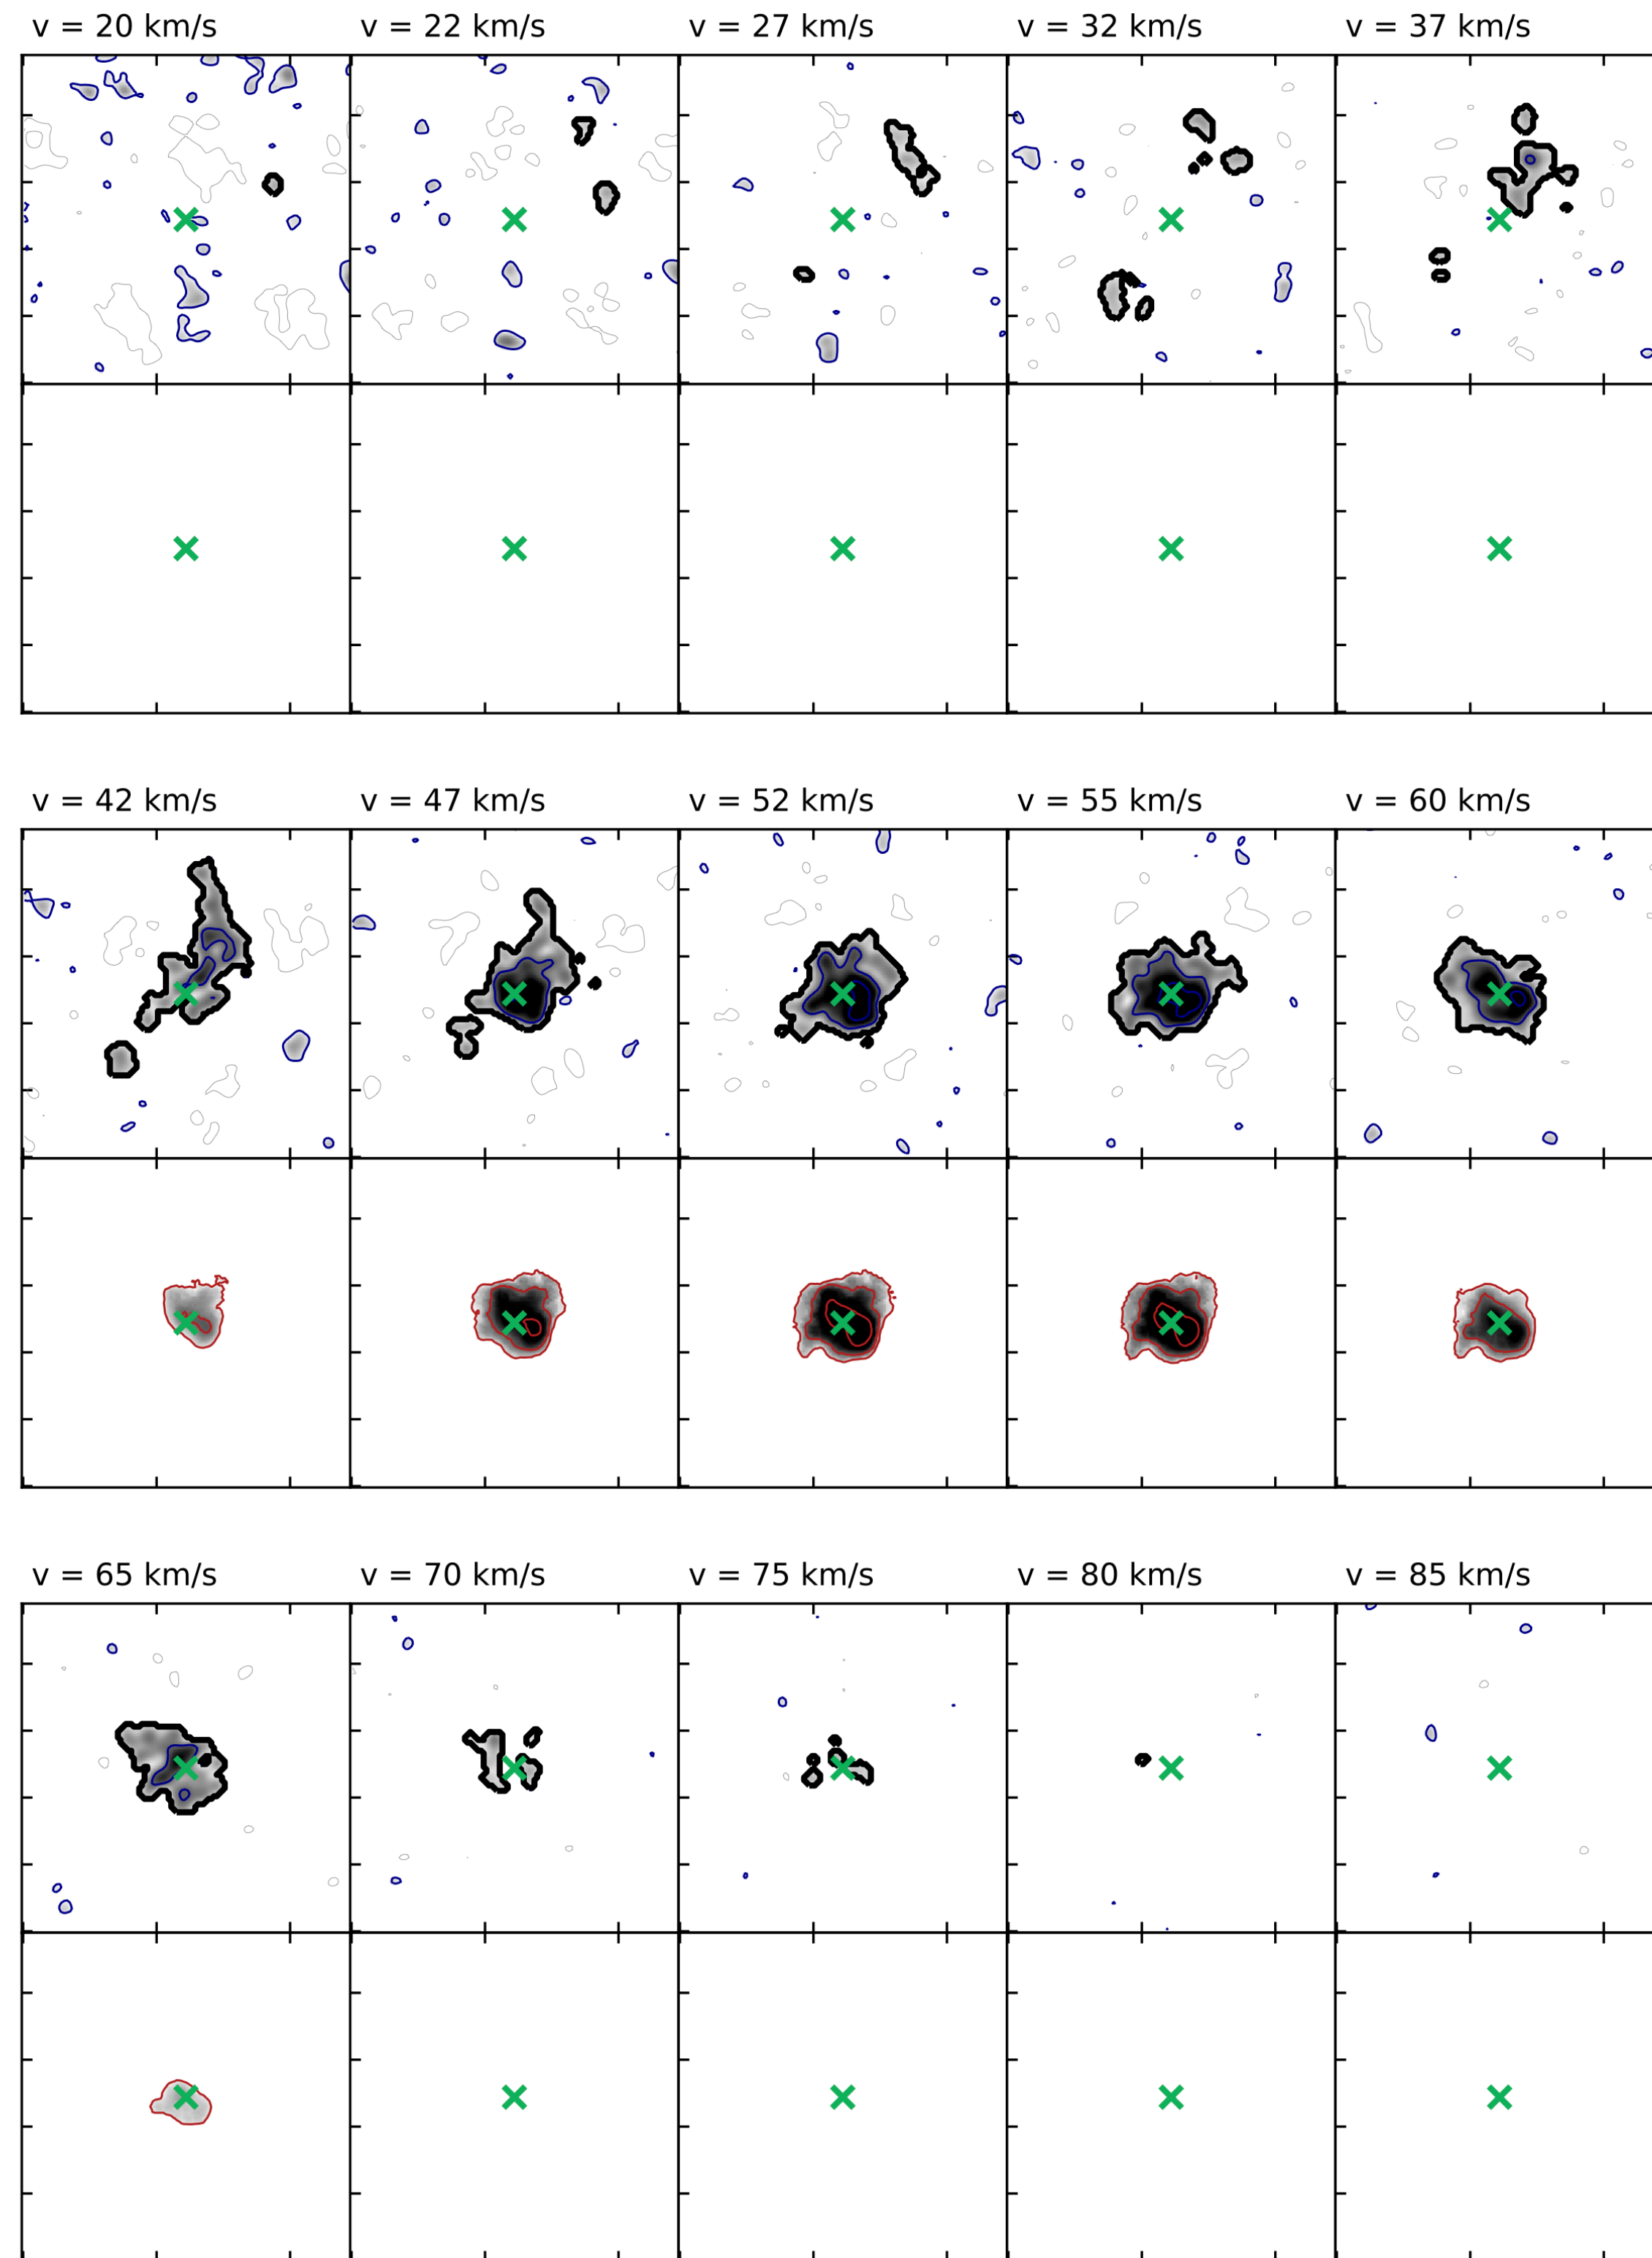 v = 20 km/s v = 22 km/s v = 27 km/s v = 32 km/s v = 37 km/s
v = 42 km/s v = 47 km/s v = 52 km/s v = 55 km/s v = 60 km/s
v = 65 km/s v = 70 km/s v = 75 km/s v = 80 km/s v = 85 km/s